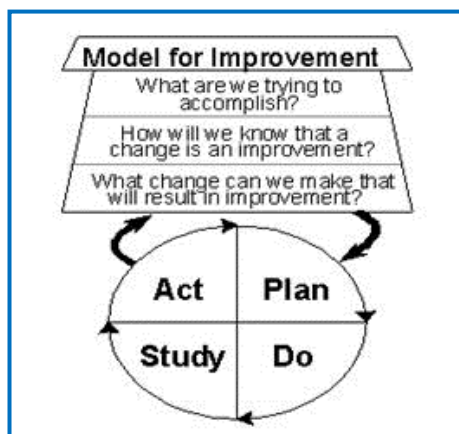 Model for Improvement
What are we trying to
accomplish?
How will we know that a
change is an improvement?
What change can we make that
will result in improvement?
Act Plan
Study Do